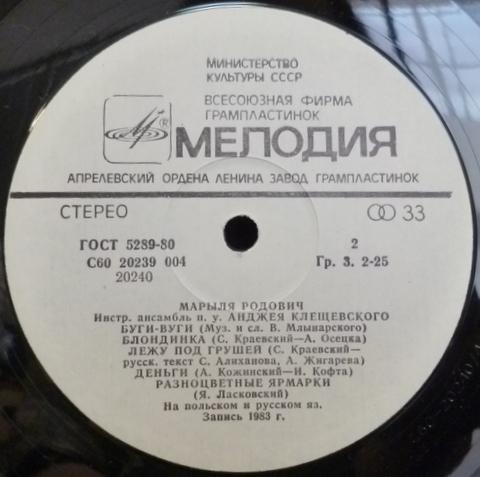 МИНИСТЕРСТВО
КУЛЬТУРЫ СССР
ВСЕСОЮЗНАЯ ФИРМА
ГРАМПЛАСТИНОК
® МЕЛОДИЯ
АПРЕЛЕВСКИЙ ОРДЕНА ЛЕНИНА ЗАВОД ГРАМПЛАСТИНОК
СТЕРЕО 33
ГОСТ 5289-80 2
С60 20239 004 Гр. 3. 2-25
20240
МАРЫЛЯ РОДОВИЧ
Инстр. ансамбль п. у. АНДЖЕЯ КЛЕЩЕВСКОГО
БУГИ-ВУГИ (Муз. и сл. В. Млынарского)
БЛОНДИНКА (С. Краевский—А. Осецка)
ЛЕЖУ ПОД ГРУШЕЙ (С. Краевский—
русск. текст С. Алиханова, А. Жигарева)
ДЕНЬГИ (А. Кожинский—И. Кофта)
РАЗНОЦВЕТНЫЕ ЯРМАРКИ
(Я. Ласковский)
На польском и русском яз.
Запись 1983 г.